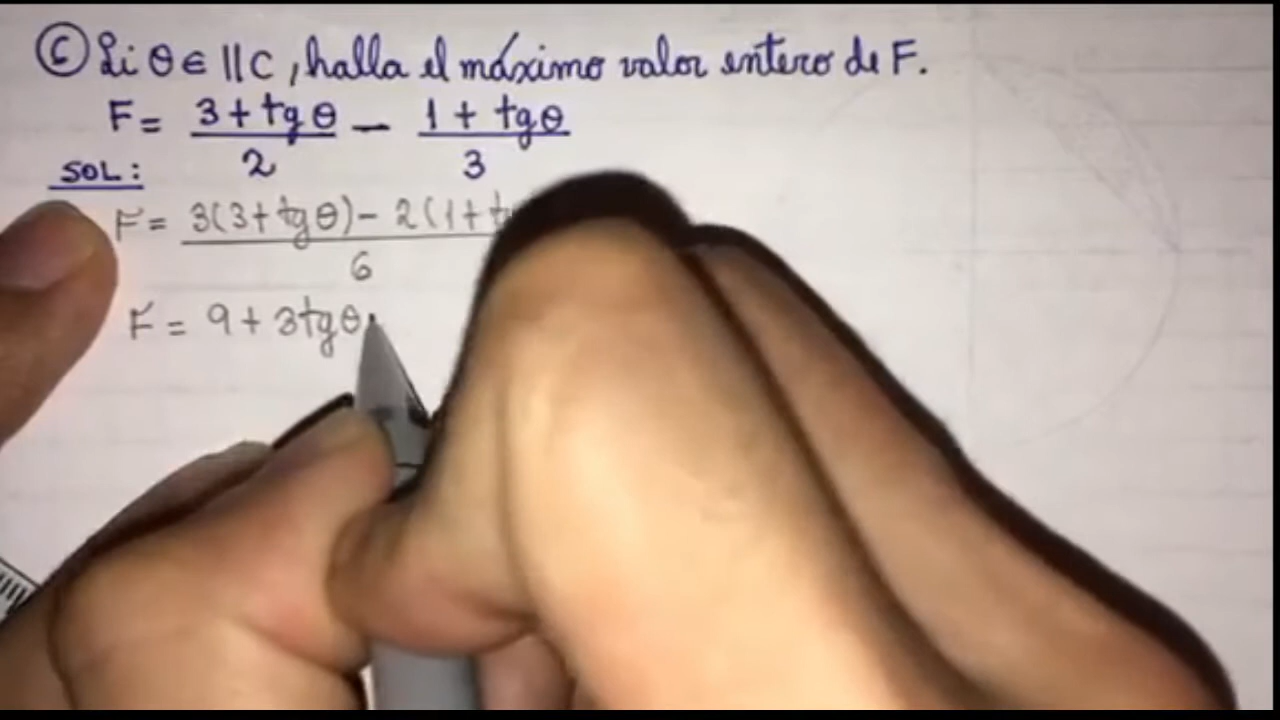 Ⓒ Si θ ∈ IIC, halla el máximo valor entero de F.
F = 3 + tgθ / 2 − 1 + tgθ / 3
SOL:
F = 3(3 + tgθ) − 2(1 + / 6
F = 9 + 3tgθ